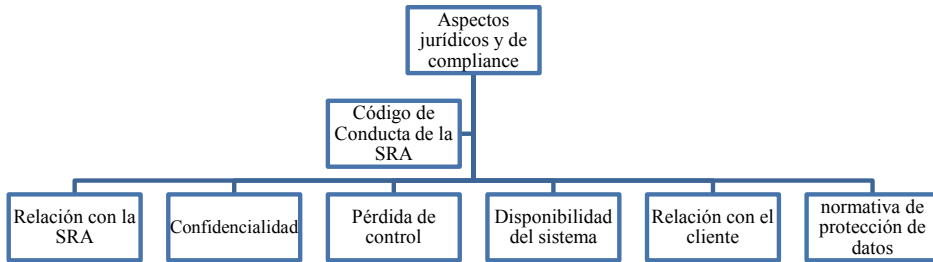 Aspectos
jurídicos y de
compliance
Código de
Conducta de la
SRA
Relación con la
SRA
Confidencialidad
Pérdida de
control
Disponibilidad
del sistema
Relación con el
cliente
normativa de
protección de
datos